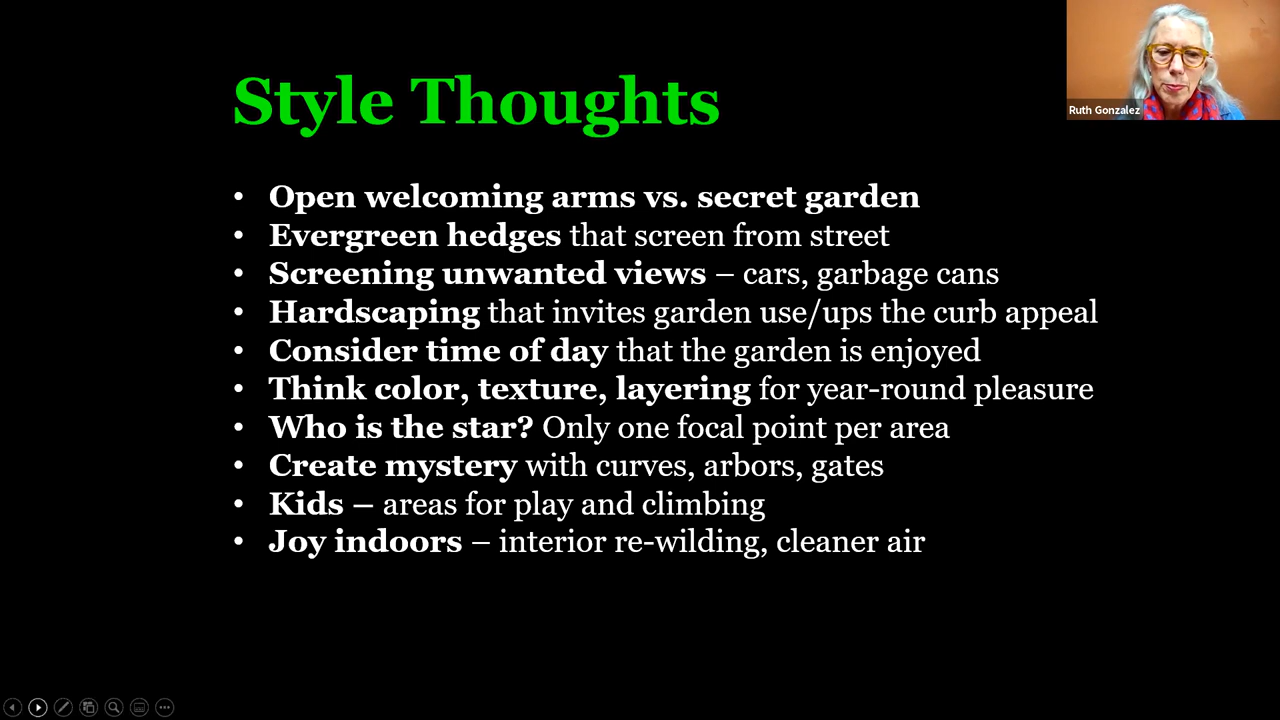 Style Thoughts
Ruth Gonzalez
• Open welcoming arms vs. secret garden
• Evergreen hedges that screen from street
• Screening unwanted views – cars, garbage cans
• Hardscaping that invites garden use/ups the curb appeal
• Consider time of day that the garden is enjoyed
• Think color, texture, layering for year-round pleasure
• Who is the star? Only one focal point per area
• Create mystery with curves, arbors, gates
• Kids – areas for play and climbing
• Joy indoors – interior re-wilding, cleaner air